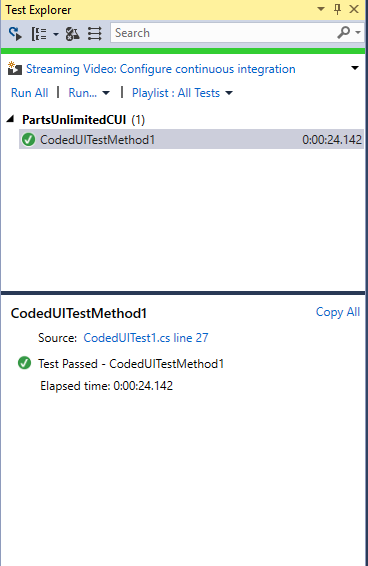 Test Explorer
Search
Streaming Video: Configure continuous integration
Run All | Run... | Playlist : All Tests
PartsUnlimitedCUI (1)
CodedUITestMethod1 0:00:24.142
CodedUITestMethod1 Copy All
Source: CodedUITest1.cs line 27
Test Passed - CodedUITestMethod1
Elapsed time: 0:00:24.142